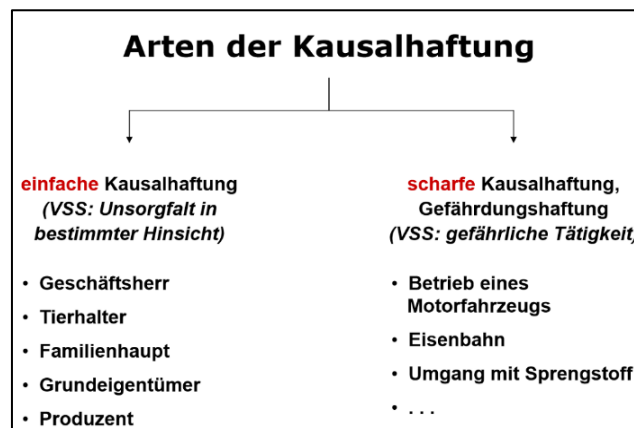 Arten der Kausalhaftung
einfache Kausalhaftung
(VSS: Unsorgfalt in
bestimmter Hinsicht)
• Geschäftsherr
• Tierhalter
• Familienhaupt
• Grundeigentümer
• Produzent
scharfe Kausalhaftung,
Gefährdungshaftung
(VSS: gefährliche Tätigkeit)
• Betrieb eines
Motorfahrzeugs
• Eisenbahn
• Umgang mit Sprengstoff
• . . .